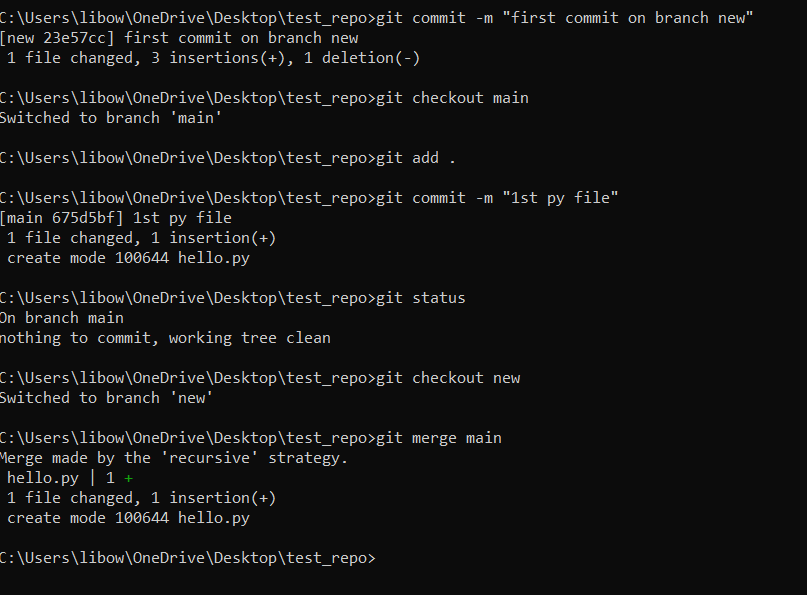 C:\Users\libow\OneDrive\Desktop\test_repo>git commit -m "first commit on branch new"
[new 23e57cc] first commit on branch new
1 file changed, 3 insertions(+), 1 deletion(-)
C:\Users\libow\OneDrive\Desktop\test_repo>git checkout main
Switched to branch 'main'
C:\Users\libow\OneDrive\Desktop\test_repo>git add .
C:\Users\libow\OneDrive\Desktop\test_repo>git commit -m "1st py file"
[main 675d5bf] 1st py file
1 file changed, 1 insertion(+)
create mode 100644 hello.py
C:\Users\libow\OneDrive\Desktop\test_repo>git status
On branch main
nothing to commit, working tree clean
C:\Users\libow\OneDrive\Desktop\test_repo>git checkout new
Switched to branch 'new'
C:\Users\libow\OneDrive\Desktop\test_repo>git merge main
Merge made by the 'recursive' strategy.
hello.py | 1 +
1 file changed, 1 insertion(+)
create mode 100644 hello.py
C:\Users\libow\OneDrive\Desktop\test_repo>